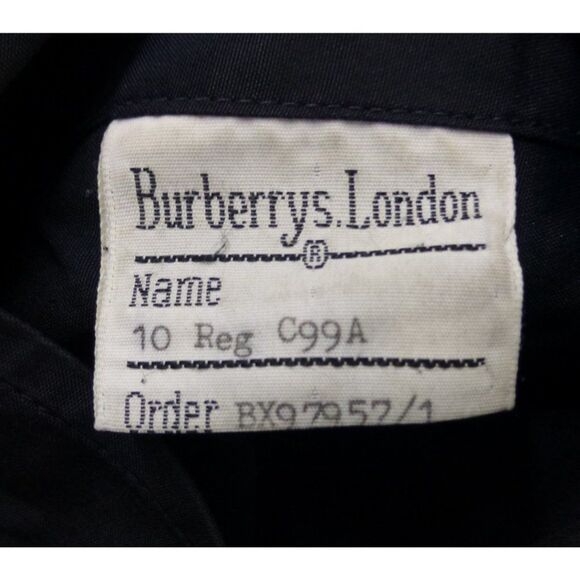 Burberrys.London
®
Name
10 Reg C99A
Order BX97957/1